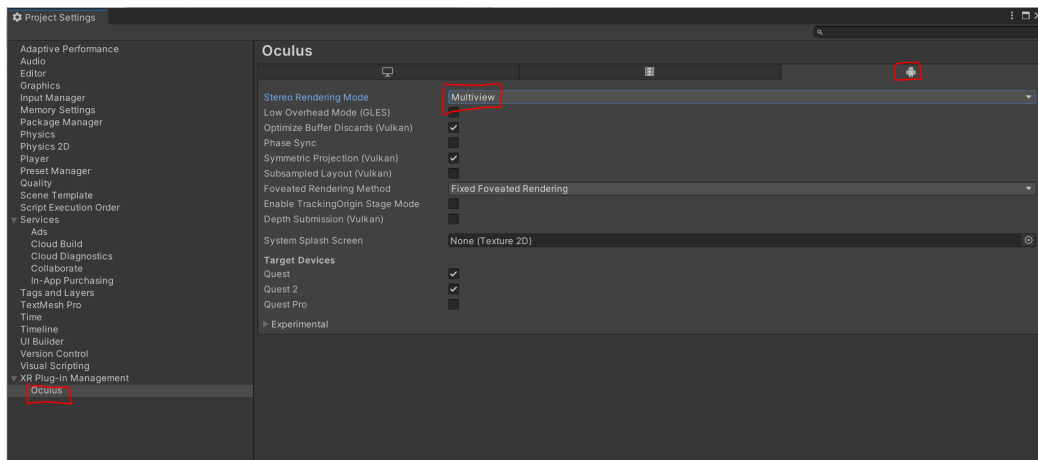 Project Settings
Adaptive Performance
Audio
Editor
Graphics
Input Manager
Memory Settings
Package Manager
Physics
Physics 2D
Player
Preset Manager
Quality
Scene Template
Script Execution Order
Services
Ads
Cloud Build
Cloud Diagnostics
Collaborate
In-App Purchasing
Tags and Layers
TextMesh Pro
Time
Timeline
UI Builder
Version Control
Visual Scripting
XR Plug-in Management
Oculus
Oculus
Stereo Rendering Mode Multiview
Low Overhead Mode (GLES)
Optimize Buffer Discards (Vulkan)
Phase Sync
Symmetric Projection (Vulkan)
Subsampled Layout (Vulkan)
Foveated Rendering Method Fixed Foveated Rendering
Enable TrackingOrigin Stage Mode
Depth Submission (Vulkan)
System Splash Screen None (Texture 2D)
Target Devices
Quest
Quest 2
Quest Pro
Experimental